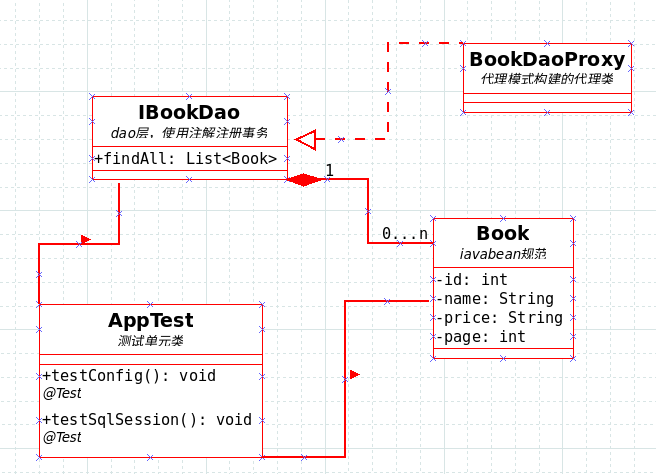 BookDaoProxy
代理模式构建的代理类
IBookDao
dao层．使用注解注册事务
+findAll: List<Book>
1
0...n
Book
iavabean规范
-id: int
-name: String
-price: String
-page: int
AppTest
测试单元类
+testConfig(): void
@Test
+testSqlSession(): void
@Test